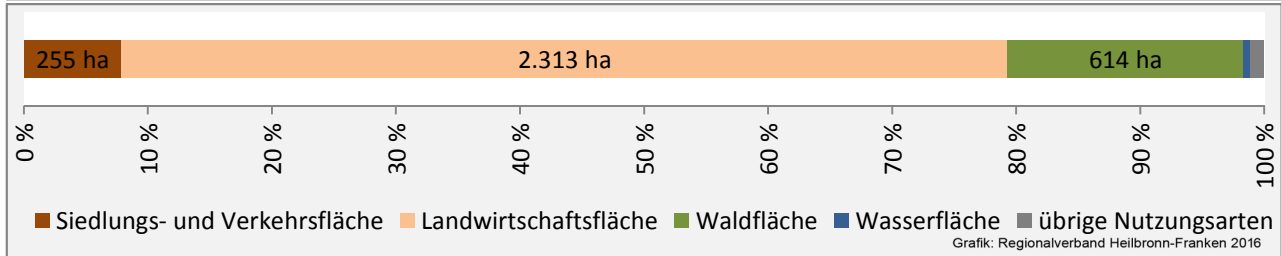 255 ha 2.313 ha 614 ha
0 % 10 % 20 % 30 % 40 % 50 % 60 % 70 % 80 % 90 % 100 %
Siedlungs- und Verkehrsfläche Landwirtschaftsfläche Waldfläche Wasserfläche übrige Nutzungsarten
Grafik: Regionalverband Heilbronn-Franken 2016